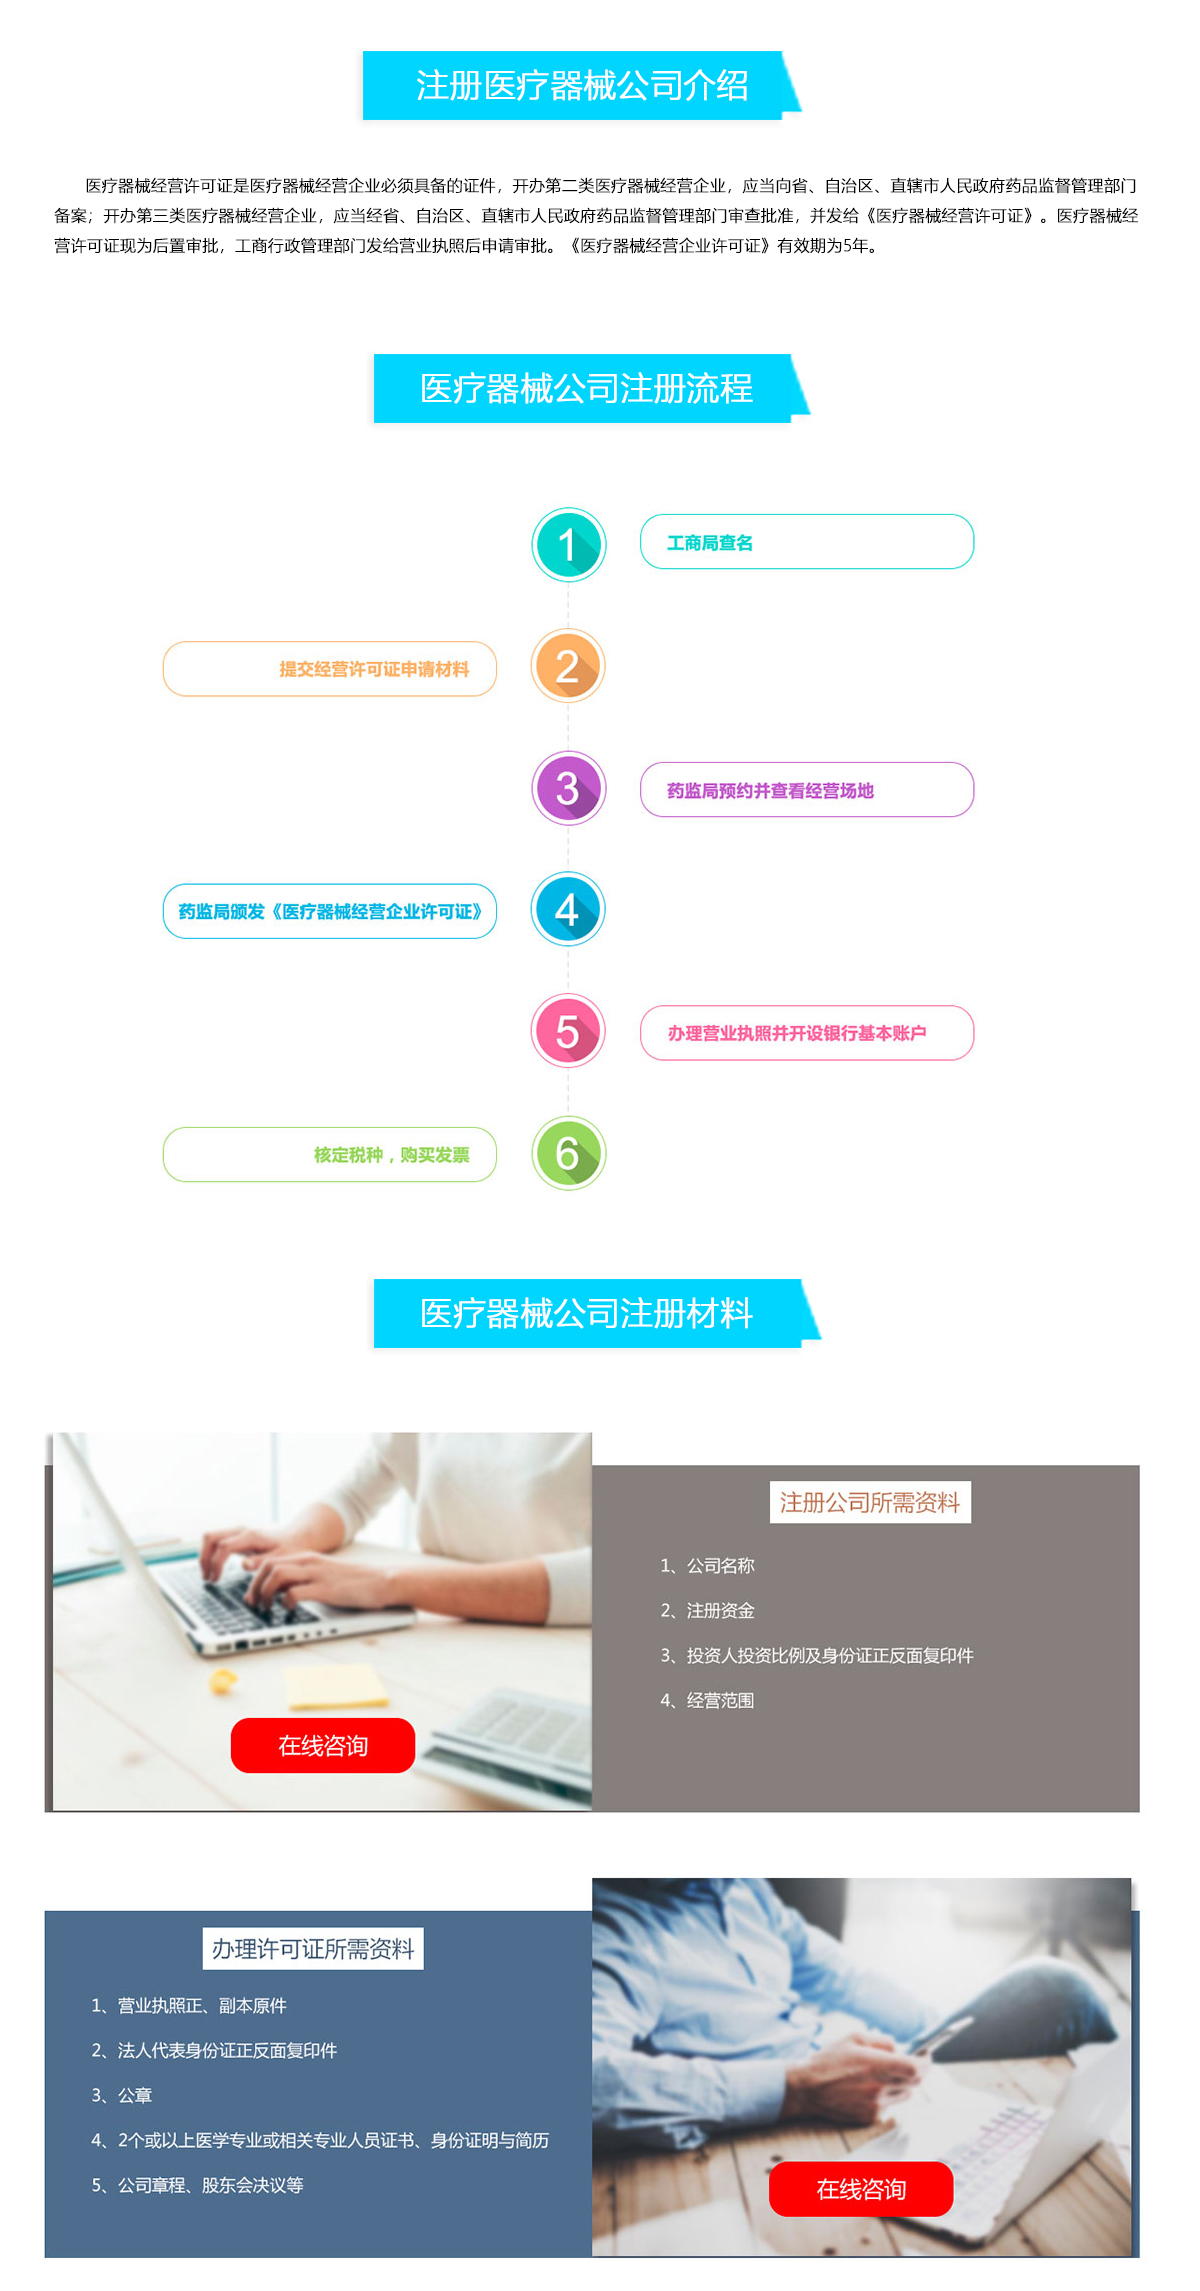 注册医疗器械公司介绍
医疗器械经营许可证是医疗器械经营企业必须具备的证件，开办第二类医疗器械经营企业，应当向省、自治区、直辖市人民政府药品监督管理部门
备案；开办第三类医疗器械经营企业，应当经省、自治区、直辖市人民政府药品监督管理部门审查批准，并发给《医疗器械经营许可证》。医疗器械经
营许可证现为后置审批，工商行政管理部门发给营业执照后申请审批。《医疗器械经营企业许可证》有效期为5年。
医疗器械公司注册流程
1
工商局查名
提交经营许可证申请材料
2
3
药监局预约并查看经营场地
药监局颁发《医疗器械经营企业许可证》
4
5
办理营业执照并开设银行基本账户
核定税种，购买发票
6
医疗器械公司注册材料
注册公司所需资料
1、公司名称
2、注册资金
3、投资人投资比例及身份证正反面复印件
4、经营范围
在线咨询
办理许可证所需资料
1、营业执照正、副本原件
2、法人代表身份证正反面复印件
3、公章
4、2个或以上医学专业或相关专业人员证书、身份证明与简历
5、公司章程、股东会决议等
在线咨询